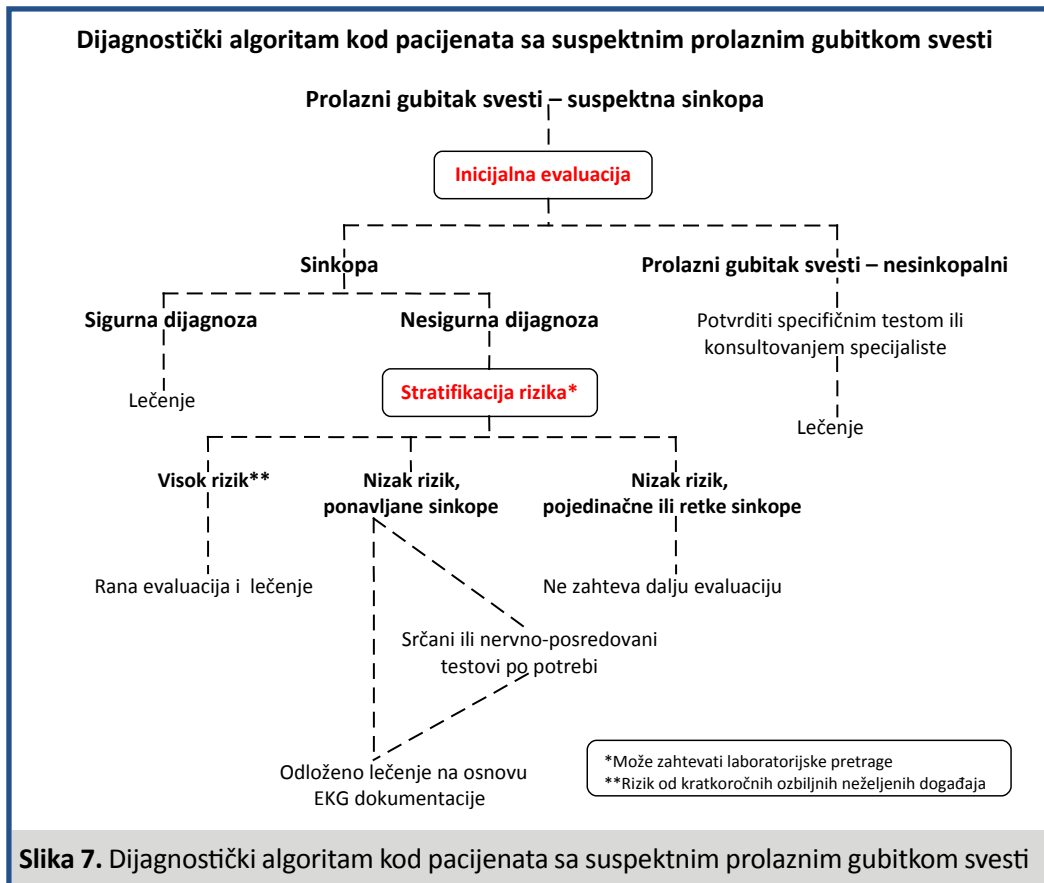 Dijagnostički algoritam kod pacijenata sa suspektnim prolaznim gubitkom svesti
Prolazni gubitak svesti – suspektna sinkopa
Inicijalna evaluacija
Sinkopa
Prolazni gubitak svesti – nesinkopalni
Sigurna dijagnoza
Nesigurna dijagnoza
Potvrditi specifičnim testom ili
konsultovanjem specijaliste
Lečenje
Stratifikacija rizika*
Lečenje
Visok rizik**
Nizak rizik,
ponavljane sinkope
Nizak rizik,
pojedinačne ili retke sinkope
Rana evaluacija i lečenje
Ne zahteva dalju evaluaciju
Srčani ili nervno-posredovani
testovi po potrebi
Odloženo lečenje na osnovu
EKG dokumentacije
*Može zahtevati laboratorijske pretrage
**Rizik od kratkoročnih ozbiljnih neželjenih događaja
Slika 7. Dijagnostički algoritam kod pacijenata sa suspektnim prolaznim gubitkom svesti